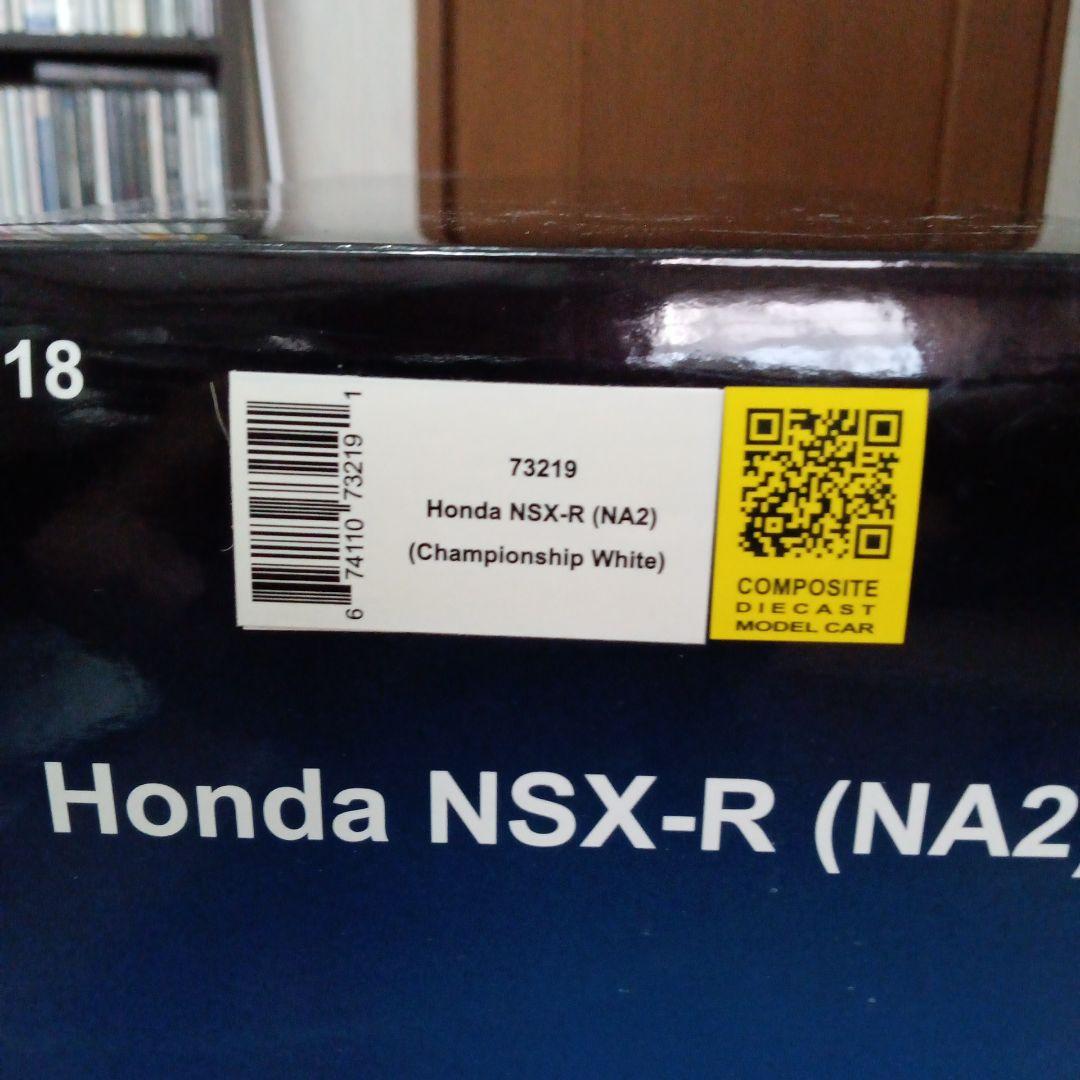 18
6 74110 73219 1
73219
Honda NSX-R (NA2)
(Championship White)
COMPOSITE
DIECAST
MODEL CAR
Honda NSX-R (NA2)